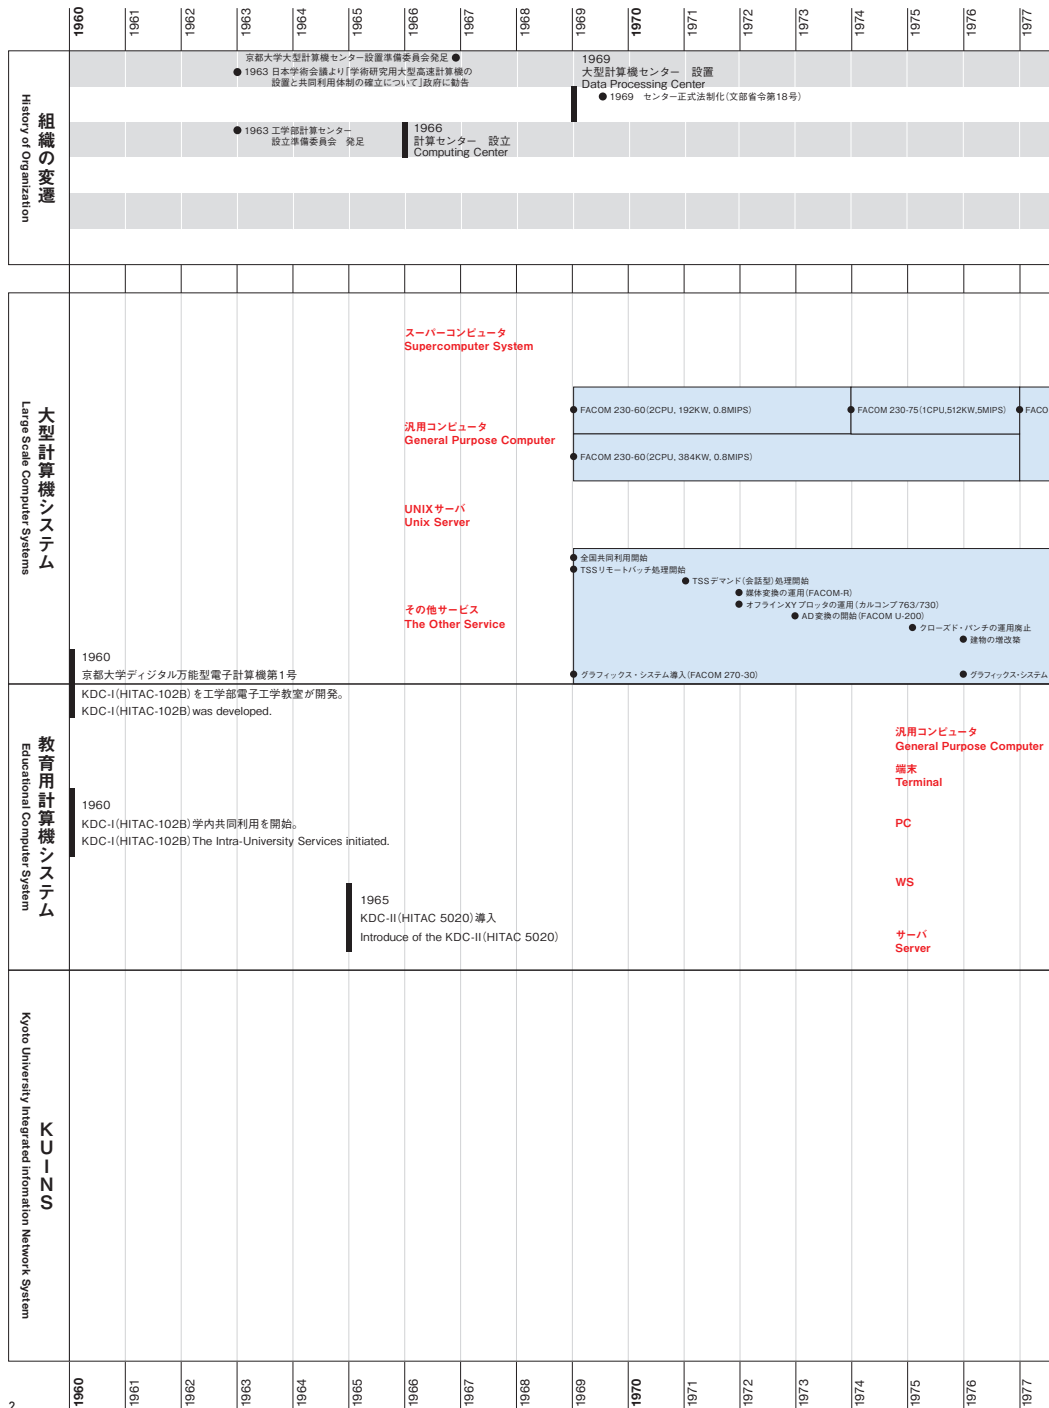 1960
1961
1962
1963
1964
1965
1966
1967
1968
1969
1970
1971
1972
1973
1974
1975
1976
1977
組織の変遷
History of Organization
京都大学大型計算機センター設置準備委員会発足
1963 日本学術会議より「学術研究用大型高速計算機の
設置と共同利用体制の確立について」政府に勧告
1969
大型計算機センター 設置
Data Processing Center
1969 センター正式法制化(文部省令第18号)
1963 工学部計算センター
設立準備委員会 発足
1966
計算センター 設立
Computing Center
大型計算機システム
Large Scale Computer Systems
スーパーコンピュータ
Supercomputer System
汎用コンピュータ
General Purpose Computer
FACOM 230-60(2CPU, 192KW, 0.8MIPS)
FACOM 230-75(1CPU,512KW,5MIPS)
FACO
FACOM 230-60(2CPU, 384KW, 0.8MIPS)
UNIXサーバ
Unix Server
その他サービス
The Other Service
全国共同利用開始
TSSリモートバッチ処理開始
TSSデマンド(会話型)処理開始
媒体変換の運用(FACOM-R)
オフラインXYプロッタの運用(カルコンプ763/730)
AD変換の開始(FACOM U-200)
クローズド・パンチの運用廃止
建物の増改築
グラフィックス・システム導入(FACOM 270-30)
グラフィックス・システム
1960
京都大学ディジタル万能型電子計算機第1号
KDC-I(HITAC-102B)を工学部電子工学教室が開発。
KDC-I(HITAC-102B)was developed.
教育用計算機システム
Educational Computer System
1960
KDC-I(HITAC-102B)学内共同利用を開始。
KDC-I(HITAC-102B)The Intra-University Services initiated.
1965
KDC-II(HITAC 5020)導入
Introduce of the KDC-II(HITAC 5020)
汎用コンピュータ
General Purpose Computer
端末
Terminal
PC
WS
サーバ
Server
KUINS
Kyoto University Integrated infomation Network System
1960
1961
1962
1963
1964
1965
1966
1967
1968
1969
1970
1971
1972
1973
1974
1975
1976
1977
2